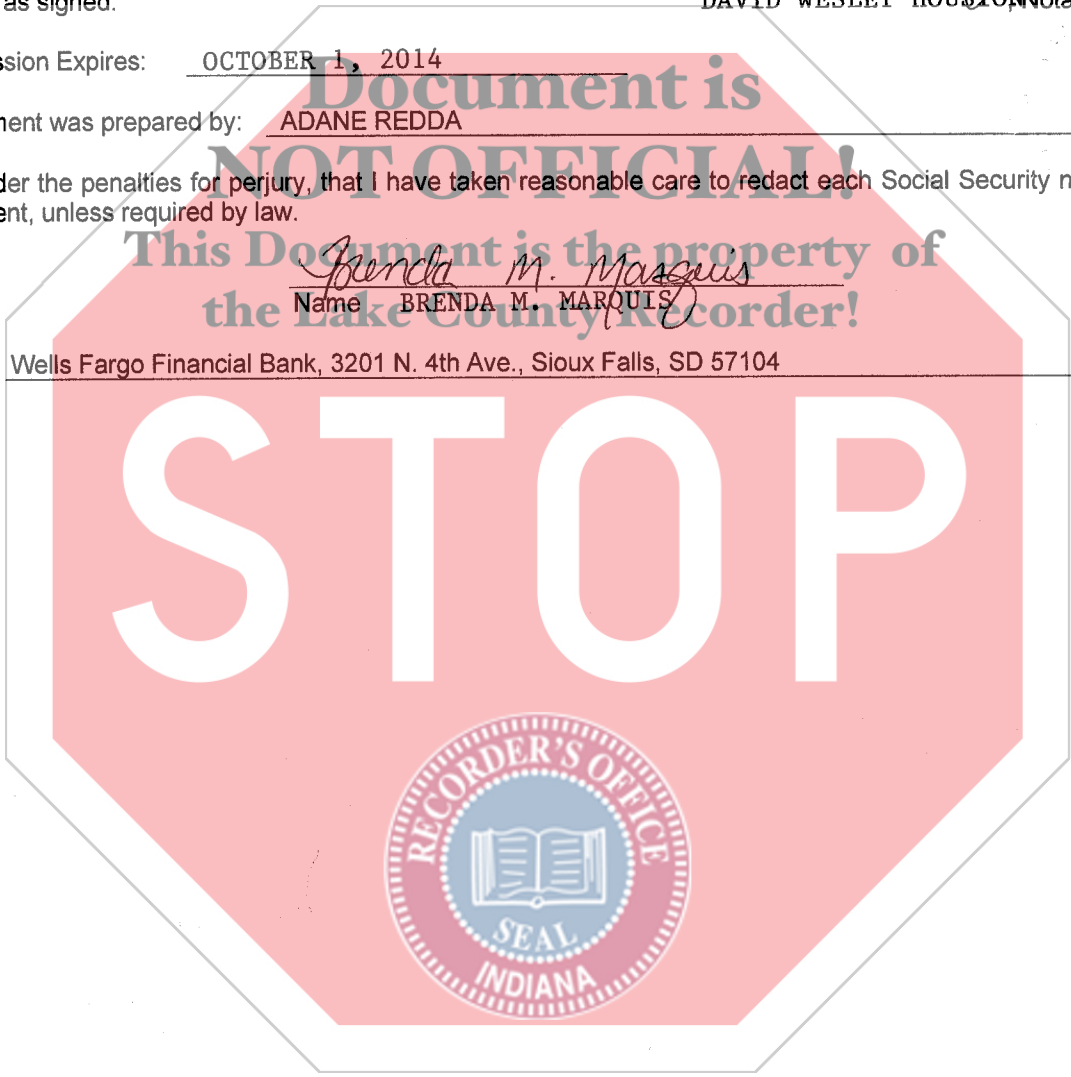 as signed.
DAVID WESLEY HOUSTON
ssion Expires: OCTOBER 1, 2014
Document is
ment was prepared by: ADANE REDDA
NOT OFFICIAL!
der the penalties for perjury, that I have taken reasonable care to redact each Social Security n
ent, unless required by law.
This Document is the property of
Brenda M. Marquis
Name BRENDA M. MARQUIS
the Lake County Recorder!
Wells Fargo Financial Bank, 3201 N. 4th Ave., Sioux Falls, SD 57104
STOP
RECORDER'S OFFICE
SEAL
INDIANA